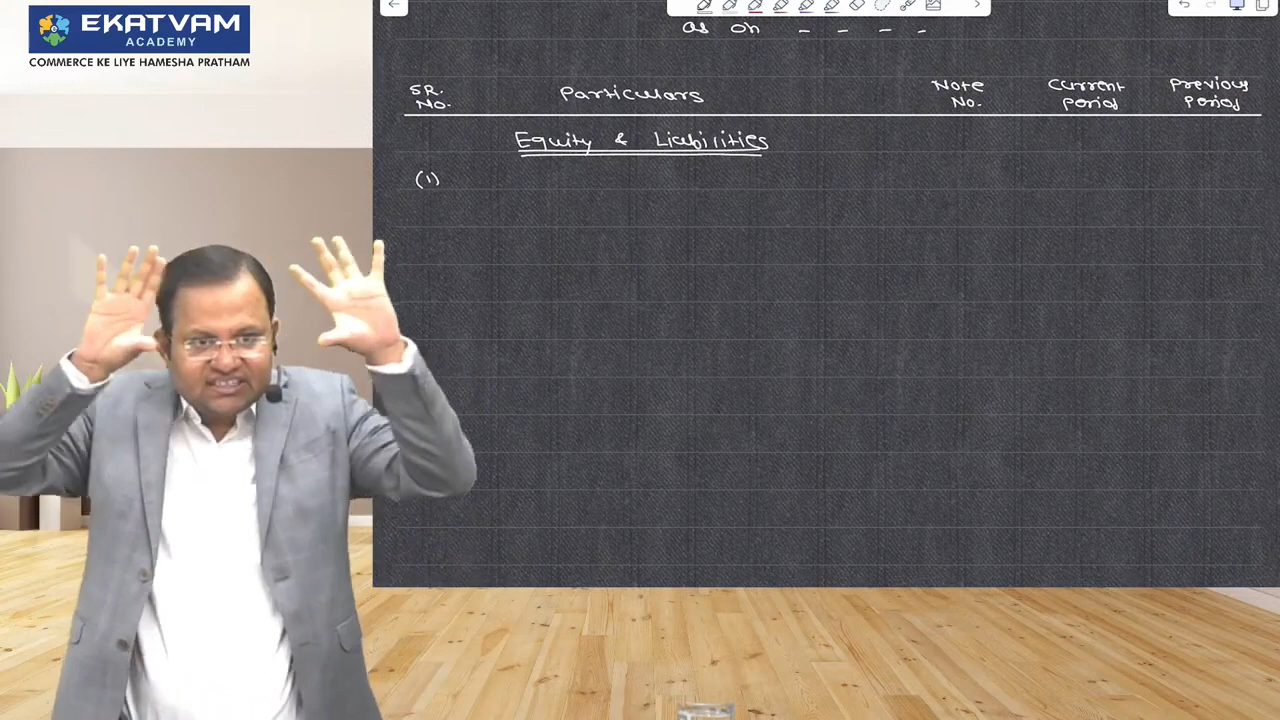 EKATVAM
ACADEMY
COMMERCE KE LIYE HAMESHA PRATHAM
as on - - - -
SR. No. Particulars Note No. Current Period Previous Period
Equity & Liabilities
(1)